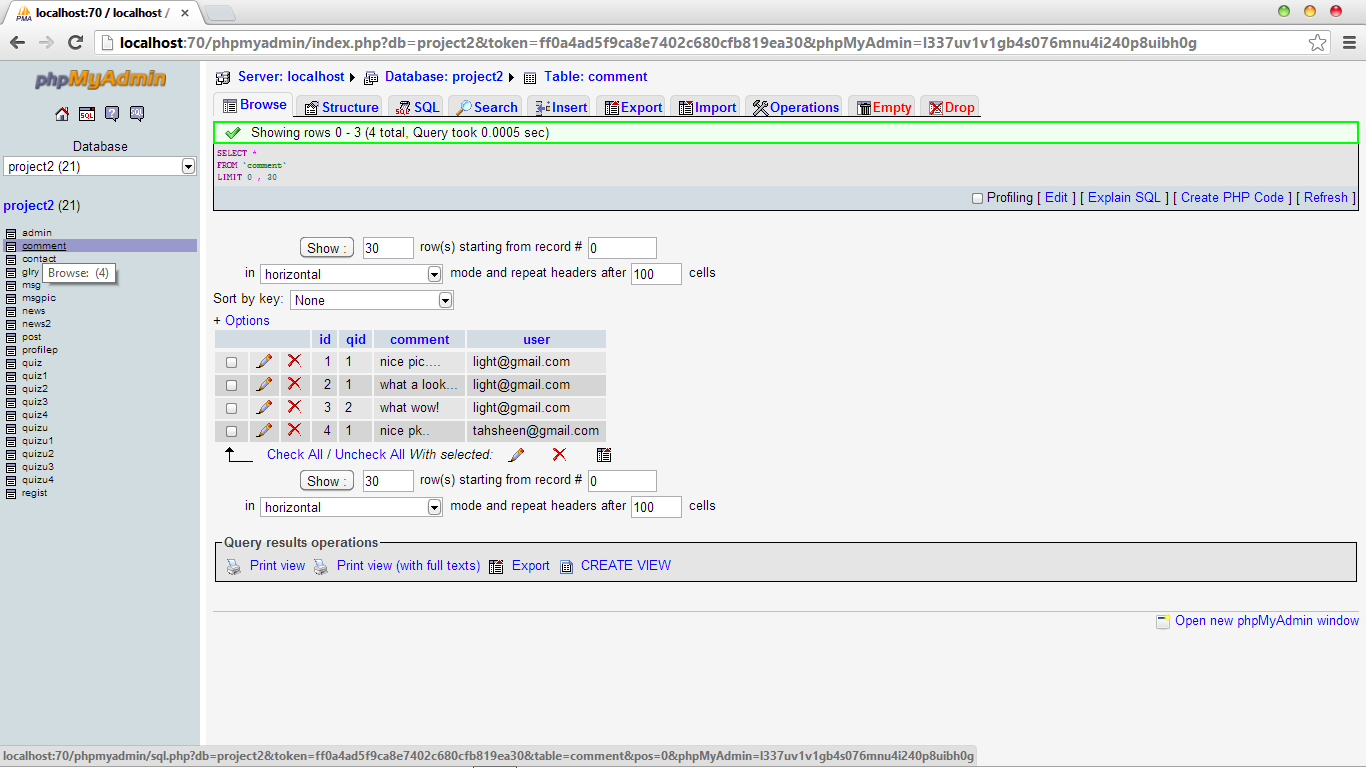 localhost:70 / localhost /
localhost:70/phpmyadmin/index.php?db=project2&token=ff0a4ad5f9ca8e7402c680cfb819ea30&phpMyAdmin=l337uv1v1gb4s076mnu4i240p8uibh0g
phpMyAdmin
SQL
Database
project2 (21)
project2 (21)
admin
comment
contact
glry
Browse: (4)
msg
msgpic
news
news2
post
profilep
quiz
quiz1
quiz2
quiz3
quiz4
quizu
quizu1
quizu2
quizu3
quizu4
regist
Server: localhost Database: project2 Table: comment
Browse Structure SQL Search Insert Export Import Operations Empty Drop
Showing rows 0 - 3 (4 total, Query took 0.0005 sec)
SELECT *
FROM `comment`
LIMIT 0 , 30
Profiling [ Edit ] [ Explain SQL ] [ Create PHP Code ] [ Refresh ]
Show : 30 row(s) starting from record # 0
in horizontal mode and repeat headers after 100 cells
Sort by key: None
+ Options
id qid comment user
1 1 nice pic.... light@gmail.com
2 1 what a look... light@gmail.com
3 2 what wow! light@gmail.com
4 1 nice pk.. tahsheen@gmail.com
Check All / Uncheck All With selected:
Show : 30 row(s) starting from record # 0
in horizontal mode and repeat headers after 100 cells
Query results operations
Print view Print view (with full texts) Export CREATE VIEW
Open new phpMyAdmin window
localhost:70/phpmyadmin/sql.php?db=project2&token=ff0a4ad5f9ca8e7402c680cfb819ea30&table=comment&pos=0&phpMyAdmin=l337uv1v1gb4s076mnu4i240p8uibh0g